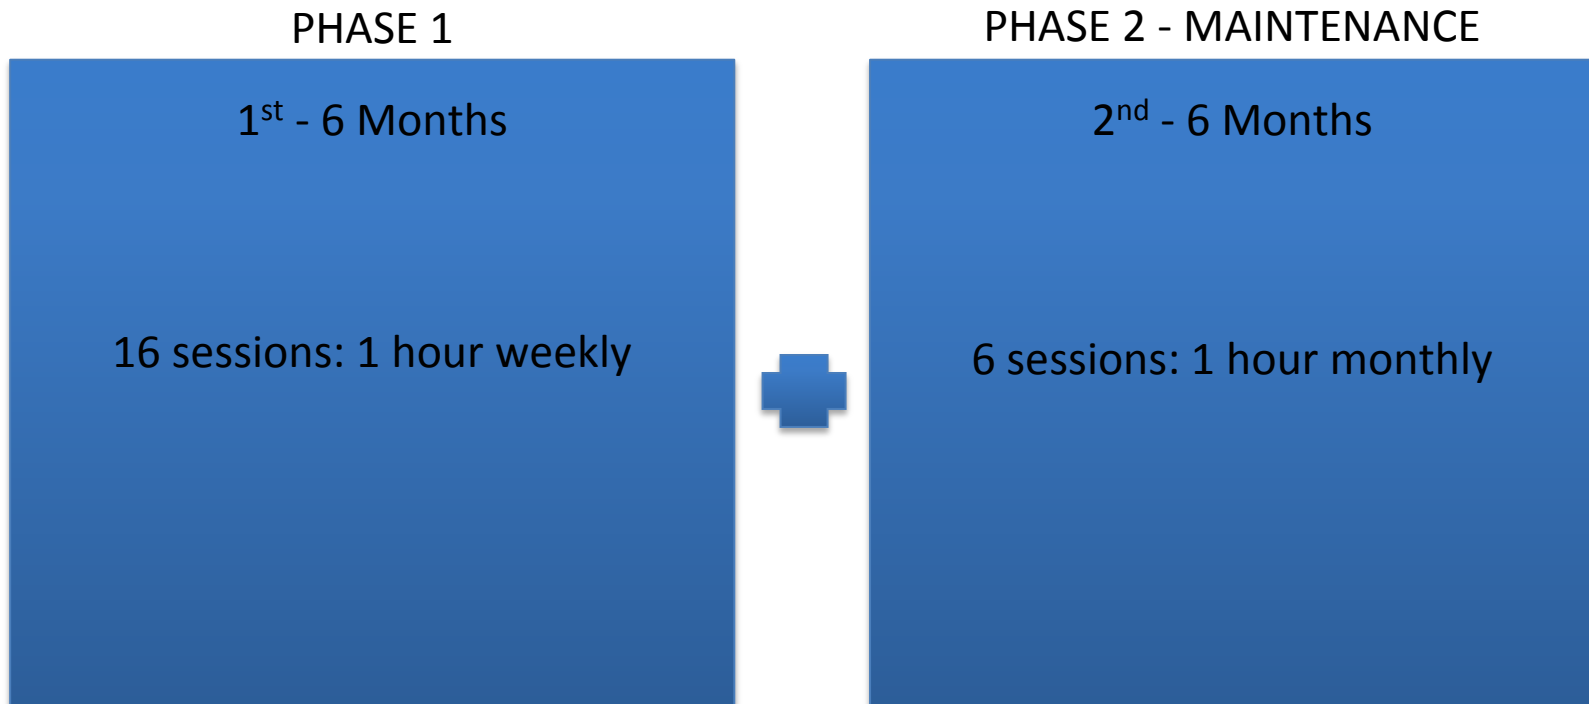 PHASE 1
1st - 6 Months
16 sessions: 1 hour weekly
PHASE 2 - MAINTENANCE
2nd - 6 Months
6 sessions: 1 hour monthly